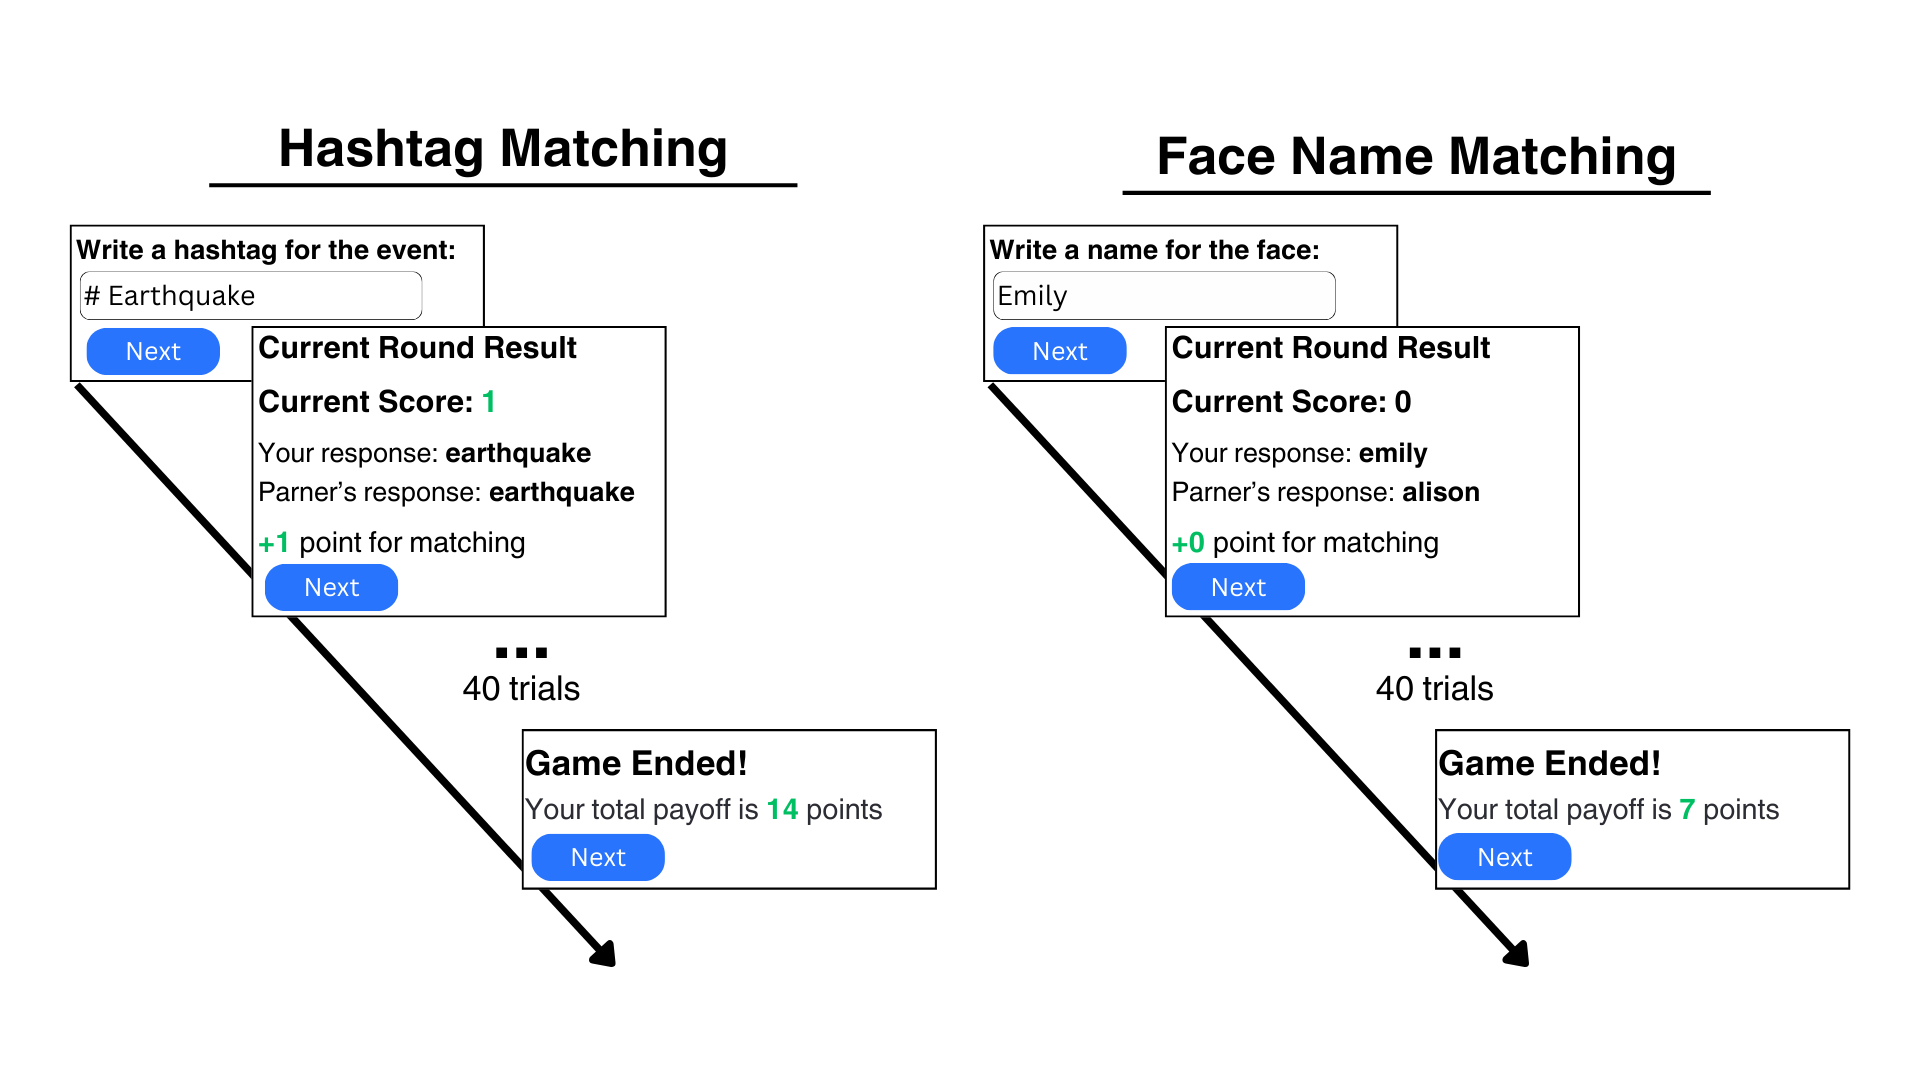 Hashtag Matching
Write a hashtag for the event:
# Earthquake
Next
Current Round Result
Current Score: 1
Your response: earthquake
Parner’s response: earthquake
+1 point for matching
Next
...
40 trials
Game Ended!
Your total payoff is 14 points
Next
Face Name Matching
Write a name for the face:
Emily
Next
Current Round Result
Current Score: 0
Your response: emily
Parner’s response: alison
+0 point for matching
Next
...
40 trials
Game Ended!
Your total payoff is 7 points
Next